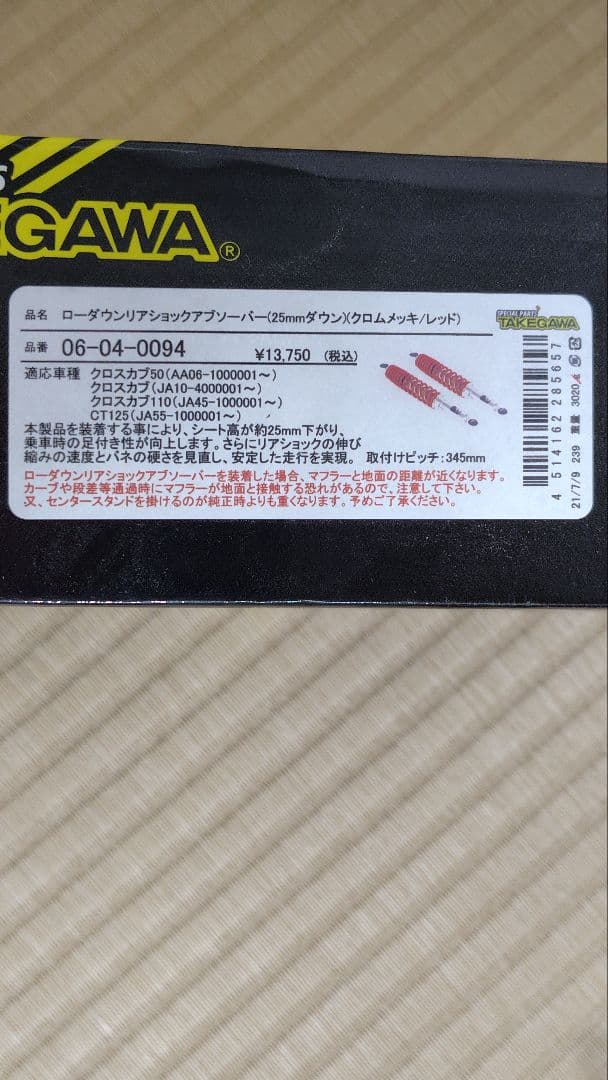 S
EGAWA®
品名 ローダウンリアショックアブソーバー(25mmダウン)(クロムメッキ/レッド)
SPECIAL PARTS
TAKEGAWA
品番 06-04-0094 ¥13,750 (税込)
適応車種 クロスカブ50(AA06-1000001～)
クロスカブ(JA10-4000001～)
クロスカブ110(JA45-1000001～)
CT125(JA55-1000001～)
本製品を装着する事により、シート高が約25mm下がり、
乗車時の足付き性が向上します。さらにリアショックの伸び
縮みの速度とバネの硬さを見直し、安定した走行を実現。 取付けピッチ:345mm
ローダウンリアショックアブソーバーを装着した場合、マフラーと地面の距離が近くなります。
カーブや段差等通過時にマフラーが地面と接触する恐れがあるので、注意して下さい。
又、センタースタンドを掛けるのが純正時よりも重くなります。予めご了承ください。
4 514162 285657
21/7/9 239 重量 3020g